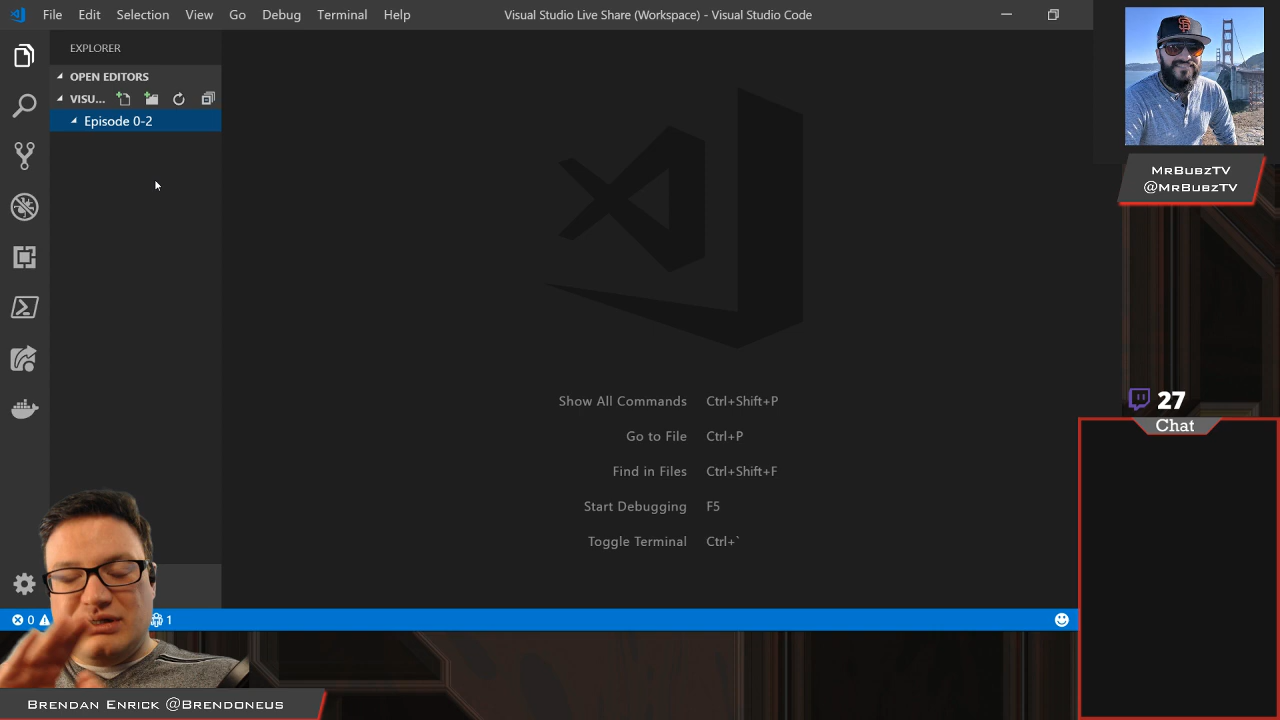 File Edit Selection View Go Debug Terminal Help
Visual Studio Live Share (Workspace) - Visual Studio Code
EXPLORER
OPEN EDITORS
VISU...
Episode 0-2
Show All Commands Ctrl+Shift+P
Go to File Ctrl+P
Find in Files Ctrl+Shift+F
Start Debugging F5
Toggle Terminal Ctrl+`
0
1
MrBubzTV
@MrBubzTV
27
Chat
Brendan Enrick @Brendoneus